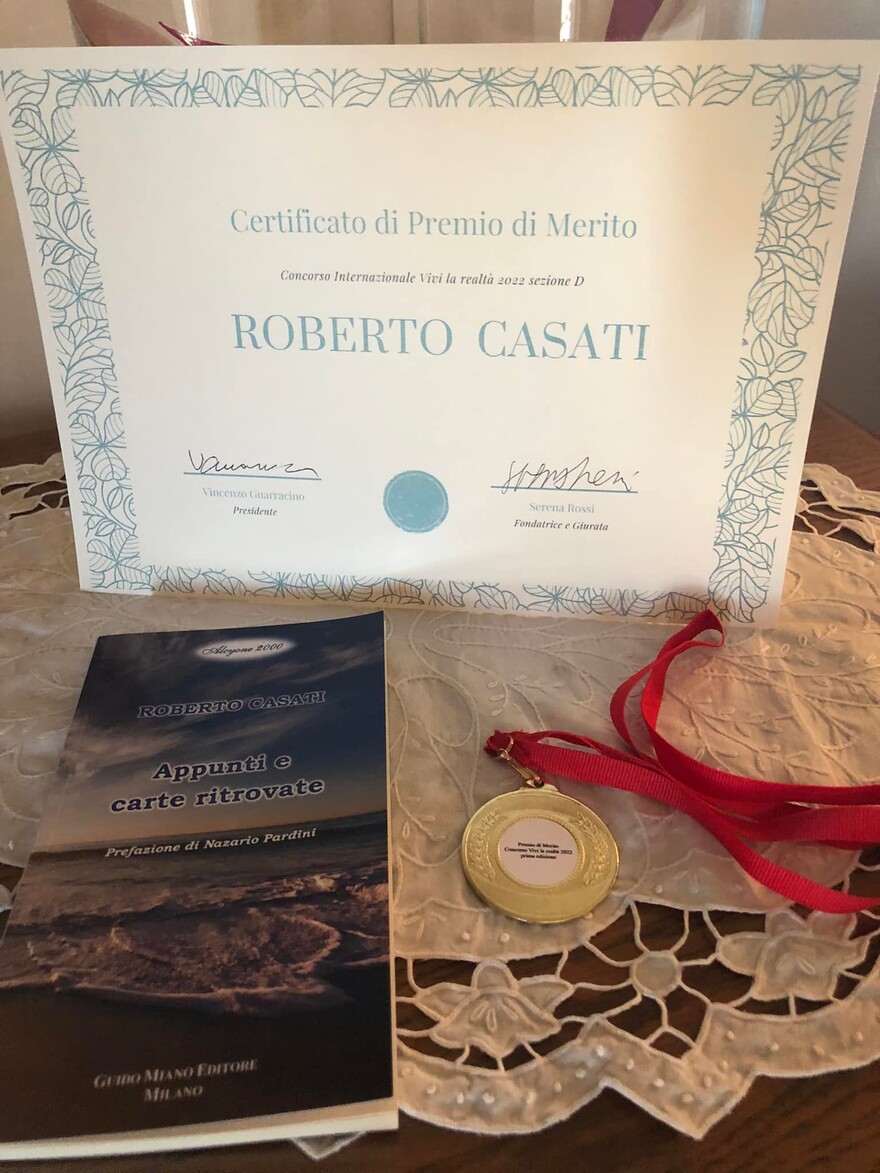 Certificato di Premio di Merito
Concorso Internazionale Vivi la realtà 2022 sezione D
ROBERTO CASATI
Vincenzo Guarracino
Presidente
Serena Rossi
Fondatrice e Giurata
Alcyone 2000
ROBERTO CASATI
Appunti e
carte ritrovate
Prefazione di Nazario Pardini
GUIDO MIANO EDITORE
MILANO
Premio di Merito
Concorso Vivi la realtà 2022
prima edizione